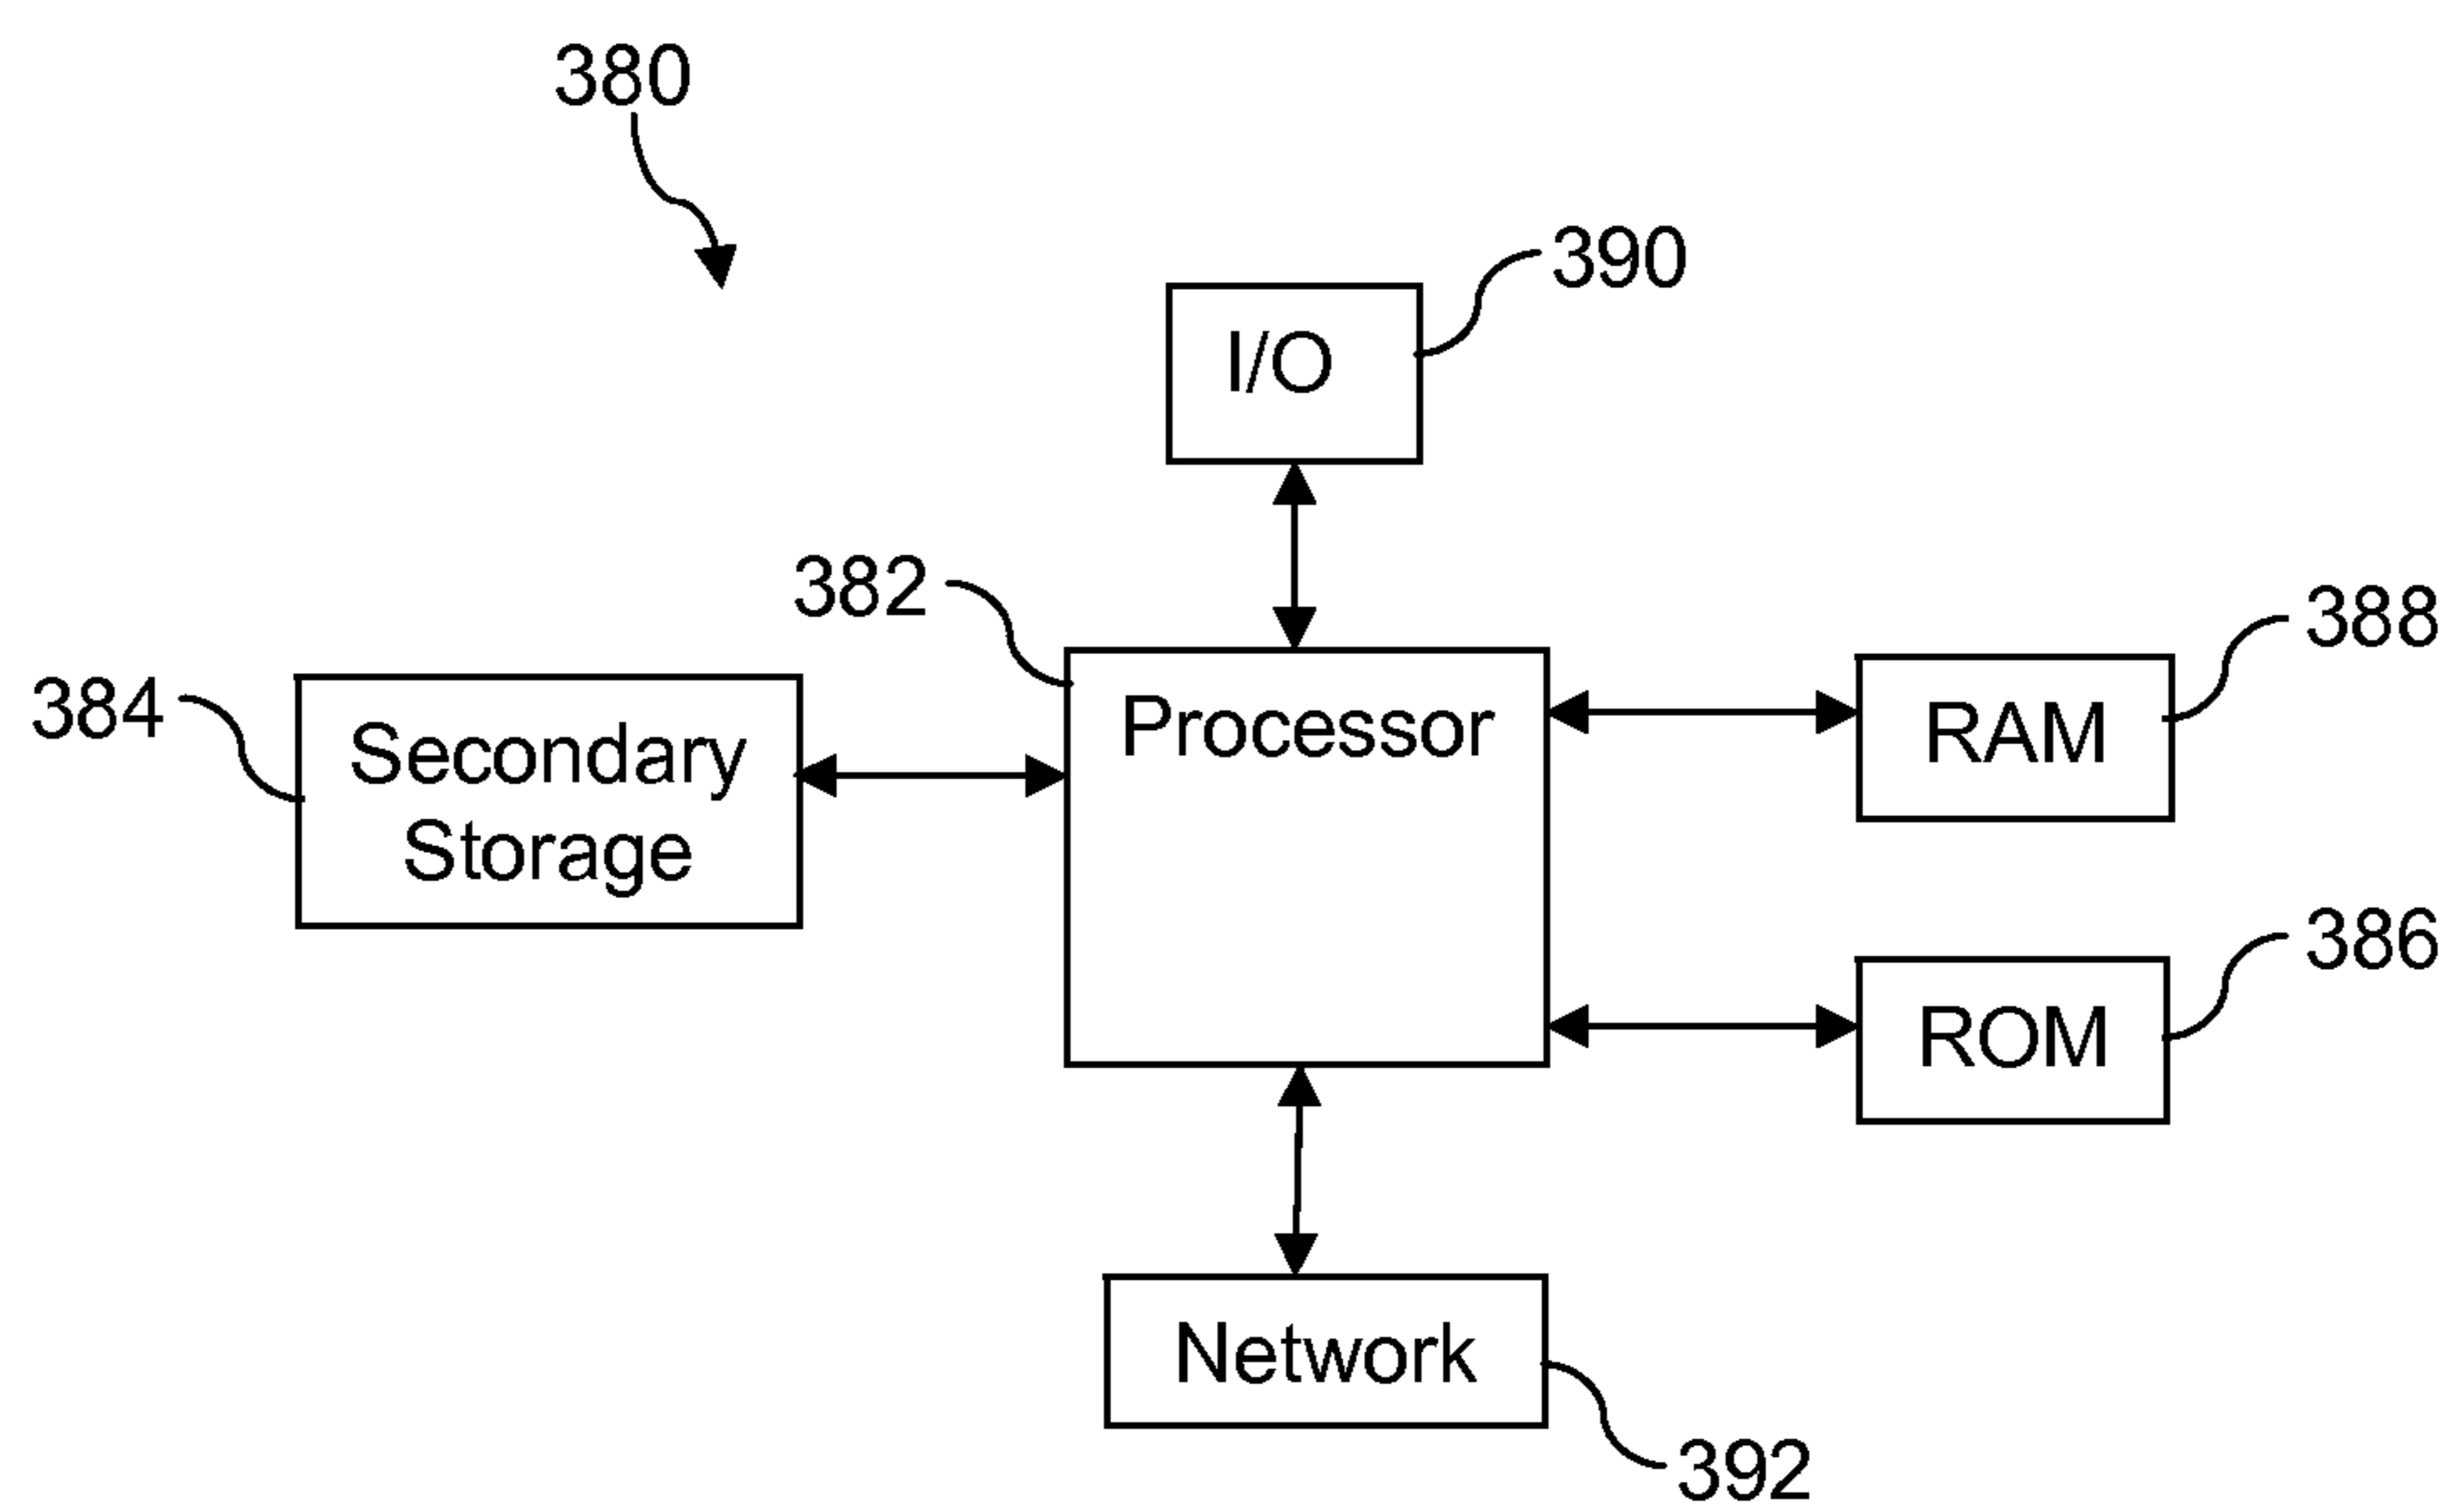 380
390
I/O
382
388
384
Processor
RAM
Secondary
Storage
386
ROM
Network
392